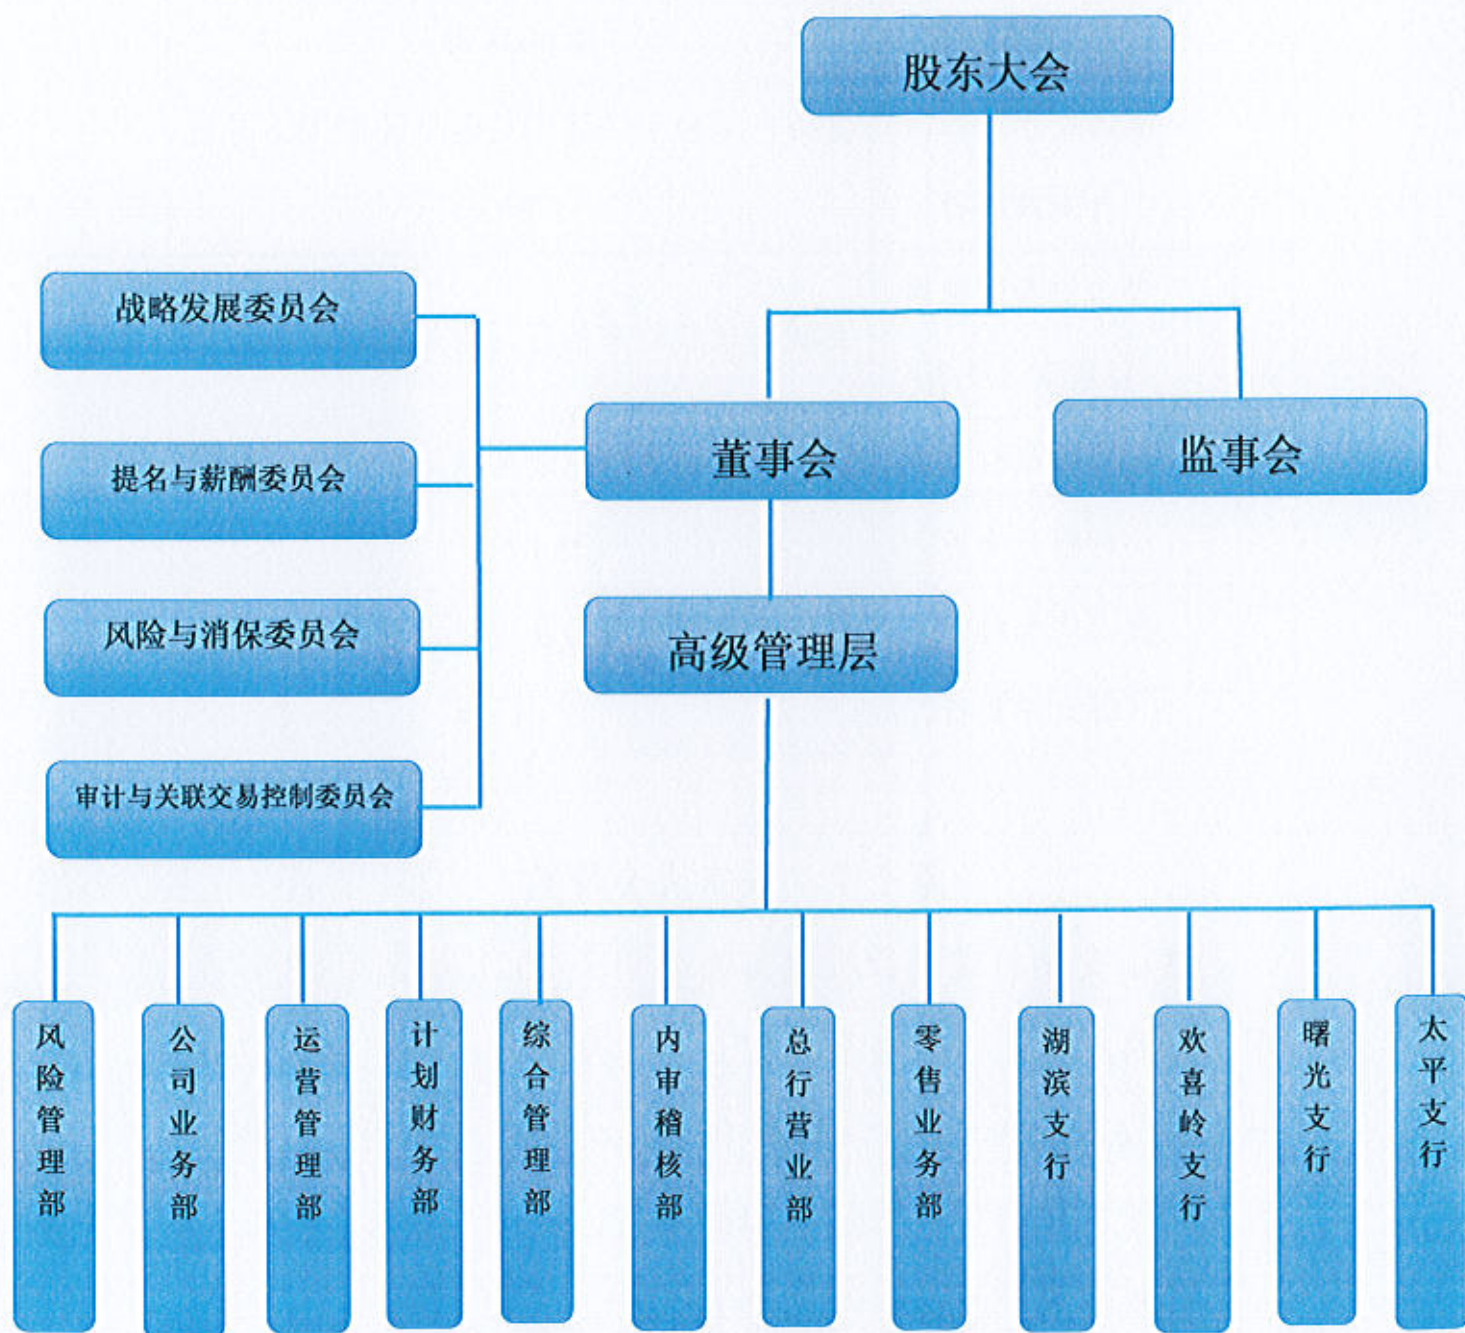 股东大会
战略发展委员会
董事会
监事会
提名与薪酬委员会
风险与消保委员会
高级管理层
审计与关联交易控制委员会
风险管理部
公司业务部
运营管理部
计划财务部
综合管理部
内审稽核部
总行营业部
零售业务部
湖滨支行
欢喜岭支行
曙光支行
太平支行